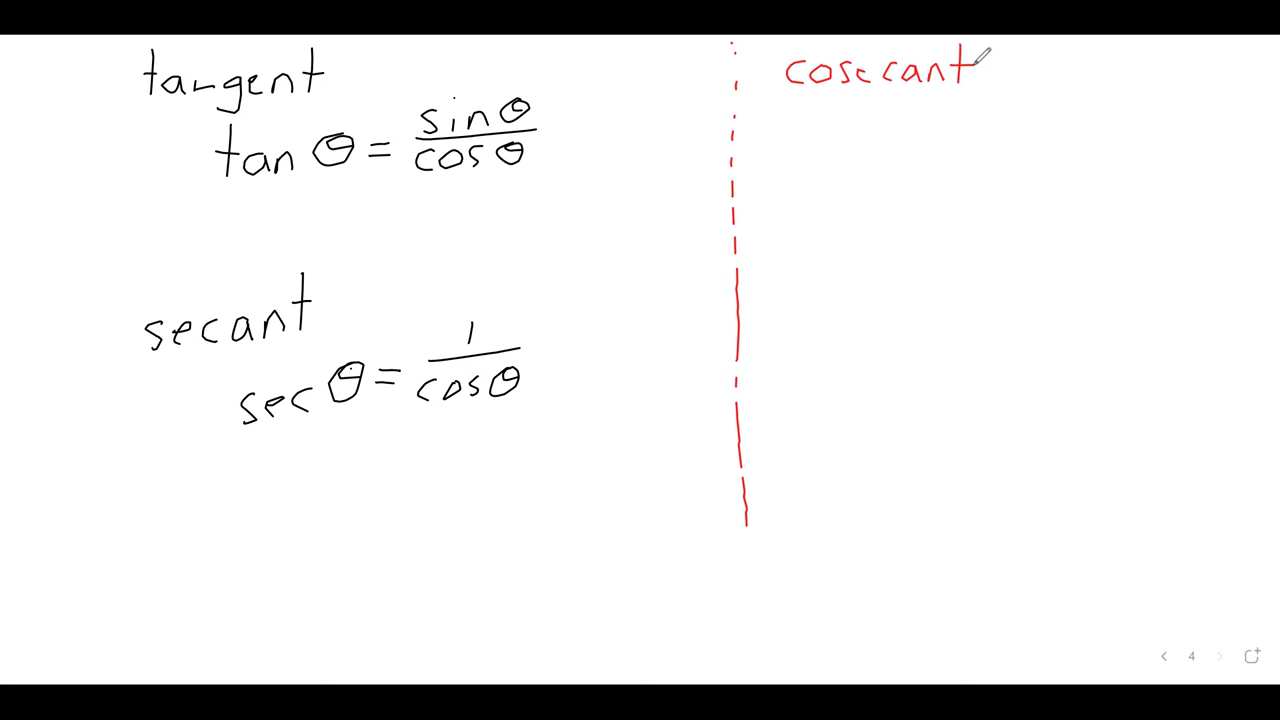 tangent
tan θ = sin θ / cos θ
secant
sec θ = 1 / cos θ
cosecant
4